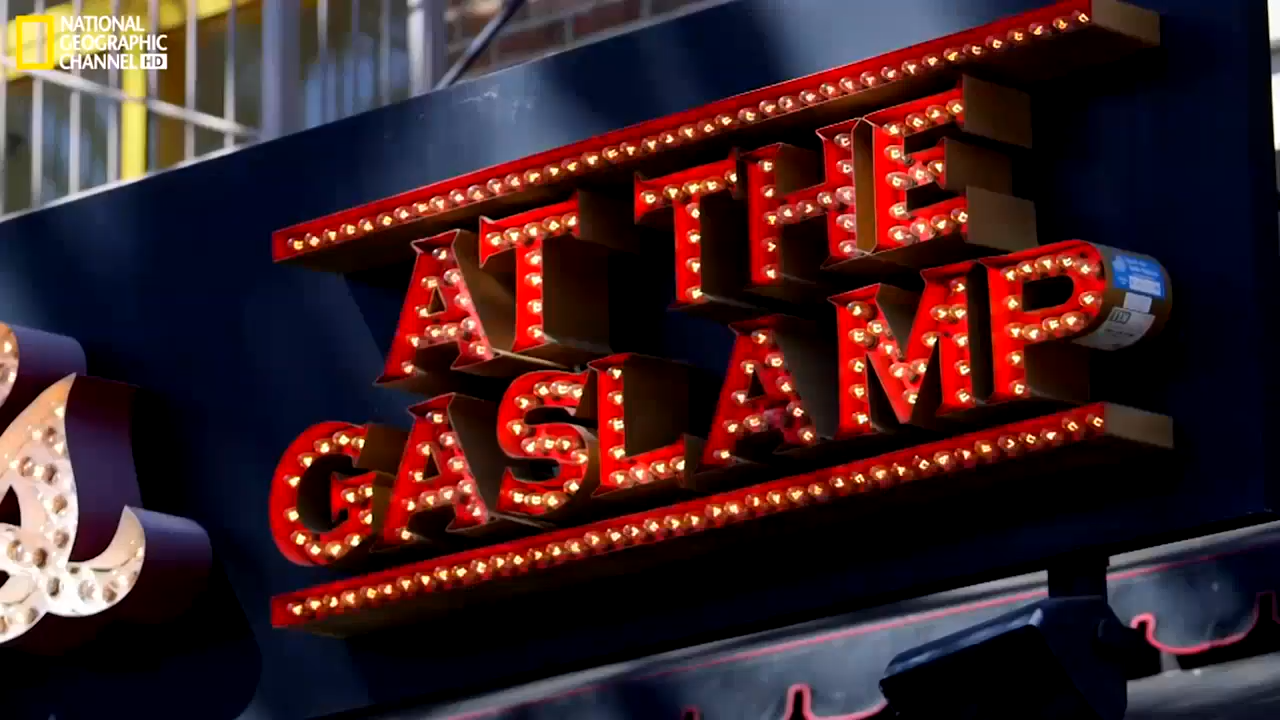 NATIONAL
GEOGRAPHIC
CHANNEL HD
AT THE
GASLAMP